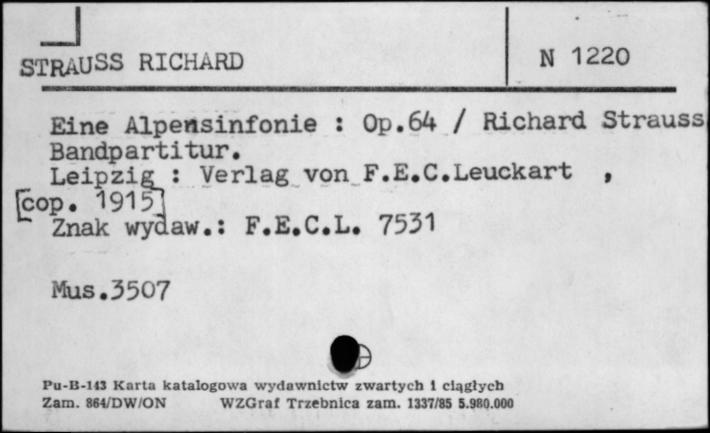 STRAUSS RICHARD
N 1220
Eine Alpensinfonie : Op.64 / Richard Strauss
Bandpartitur.
Leipzig : Verlag von F.E.C.Leuckart ,
[cop. 1915]
Znak wydaw.: F.E.C.L. 7531
Mus.3507
Pu-B-143 Karta katalogowa wydawnictw zwartych i ciągłych
Zam. 864/DW/ON WZGraf Trzebnica zam. 1337/85 5.980.000